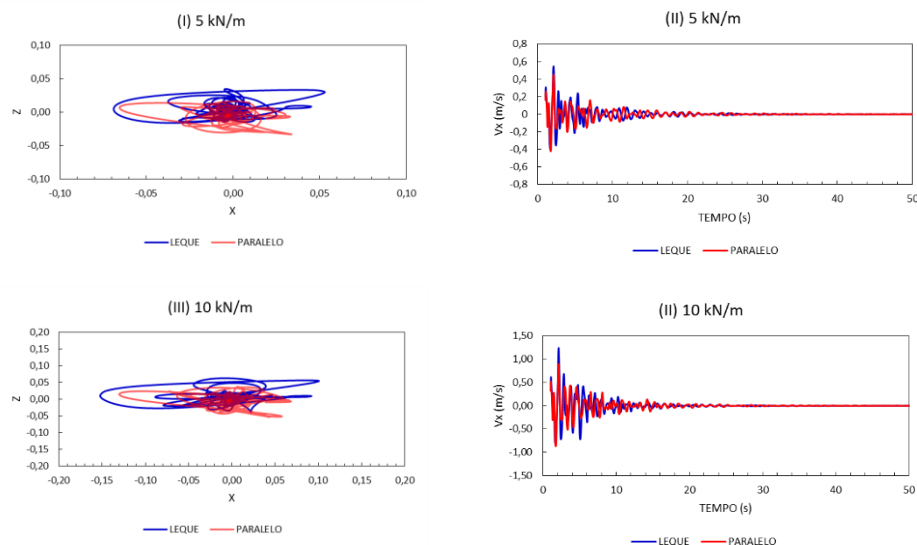 (I) 5 kN/m
0,10
0,05
0,00
-0,05
-0,10
Z
-0,10 -0,05 0,00 0,05 0,10
X
LEQUE PARALELO
(II) 5 kN/m
0,8
0,6
0,4
0,2
0
-0,2
-0,4
-0,6
-0,8
Vx (m/s)
0 10 20 30 40 50
TEMPO (s)
LEQUE PARALELO
(III) 10 kN/m
0,20
0,15
0,10
0,05
0,00
-0,05
-0,10
-0,15
-0,20
Z
-0,20 -0,15 -0,10 -0,05 0,00 0,05 0,10 0,15 0,20
X
LEQUE PARALELO
(II) 10 kN/m
1,50
1,00
0,50
0,00
-0,50
-1,00
-1,50
Vx (m/s)
0 10 20 30 40 50
TEMPO (s)
LEQUE PARALELO